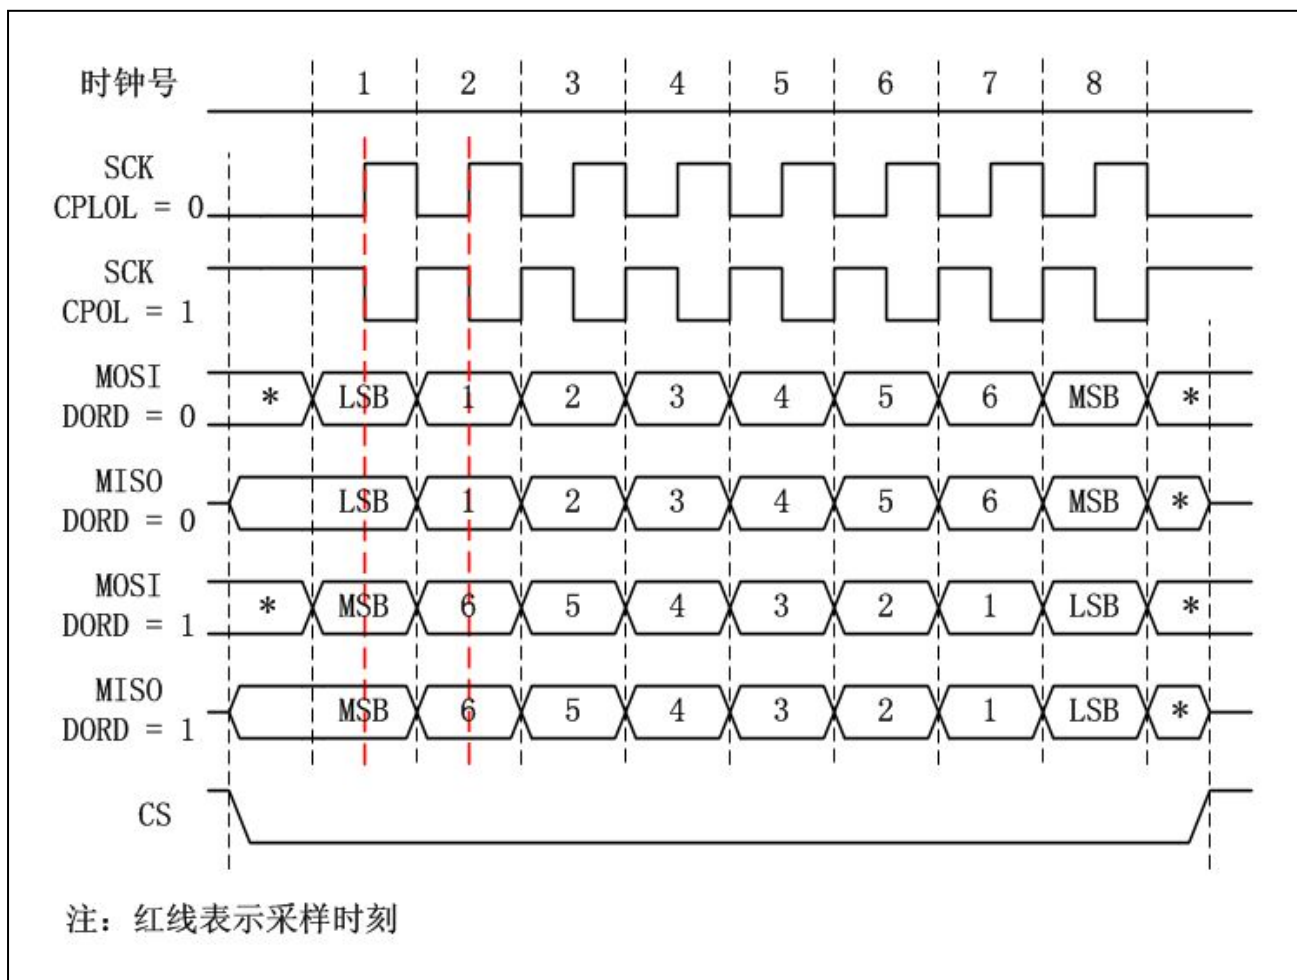 时钟号 1 2 3 4 5 6 7 8
SCK
CPLOL = 0
SCK
CPOL = 1
MOSI
DORD = 0
* LSB 1 2 3 4 5 6 MSB *
MISO
DORD = 0
LSB 1 2 3 4 5 6 MSB *
MOSI
DORD = 1
* MSB 6 5 4 3 2 1 LSB *
MISO
DORD = 1
MSB 6 5 4 3 2 1 LSB *
CS
注：红线表示采样时刻